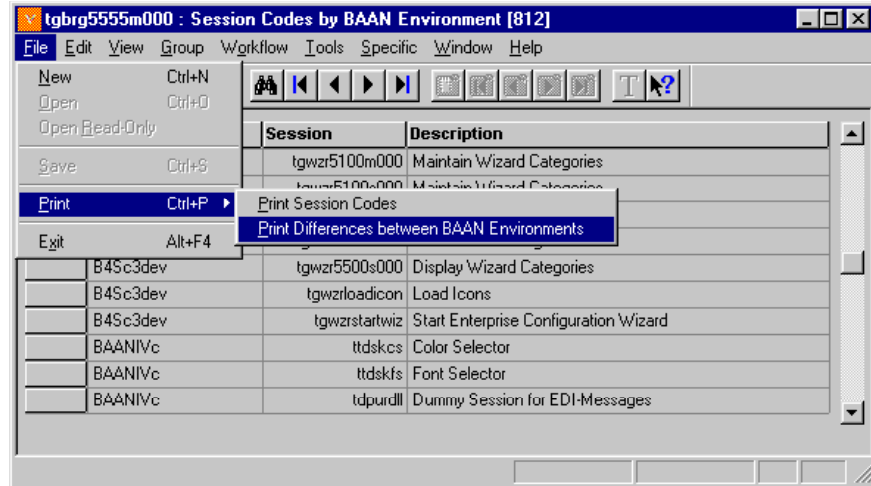 tgbrg5555m000 : Session Codes by BAAN Environment [812]
File Edit View Group Workflow Tools Specific Window Help
New Ctrl+N
Open Ctrl+O
Open Read-Only
Save Ctrl+S
Print Ctrl+P
Exit Alt+F4
Print Session Codes
Print Differences between BAAN Environments
T ?
Session Description
tgwzr5100m000 Maintain Wizard Categories
Maintain Wizard Categories
B4Sc3dev tgwzr5500s000 Display Wizard Categories
B4Sc3dev tgwzrloadicon Load Icons
B4Sc3dev tgwzrstartwiz Start Enterprise Configuration Wizard
BAANIVc ttdskcs Color Selector
BAANIVc ttdskfs Font Selector
BAANIVc tdpurdll Dummy Session for EDI-Messages